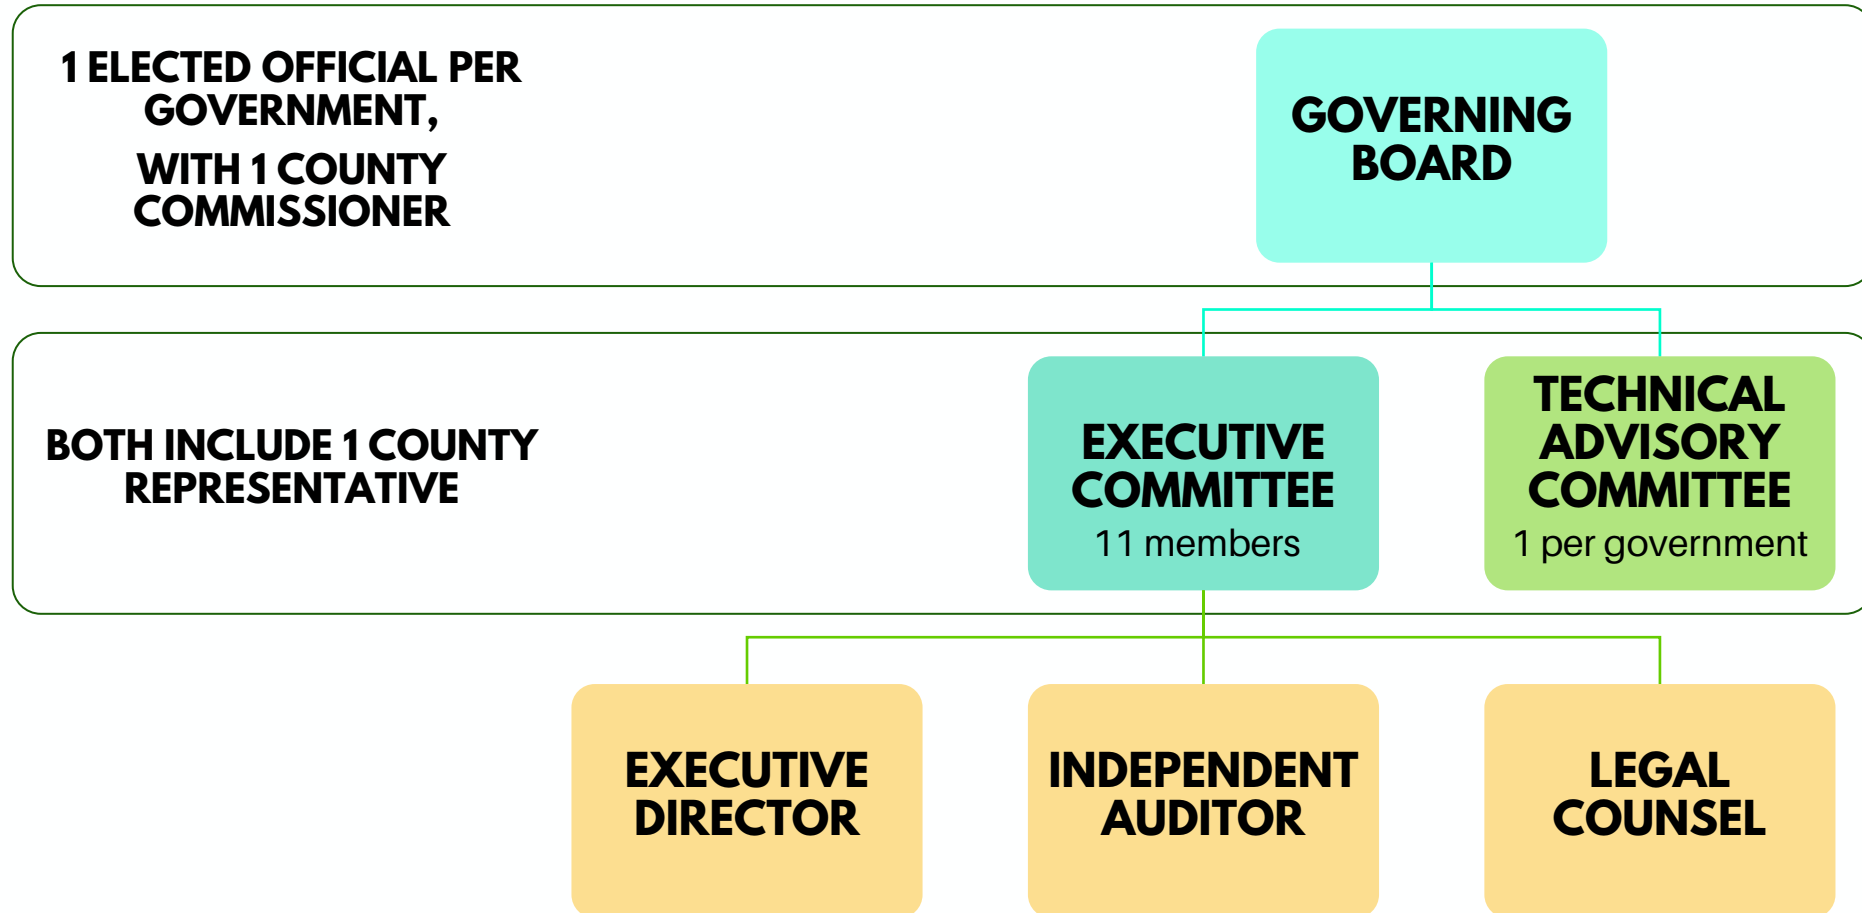 1 ELECTED OFFICIAL PER
GOVERNMENT,
WITH 1 COUNTY
COMMISSIONER
GOVERNING
BOARD
BOTH INCLUDE 1 COUNTY
REPRESENTATIVE
EXECUTIVE
COMMITTEE
11 members
TECHNICAL
ADVISORY
COMMITTEE
1 per government
EXECUTIVE
DIRECTOR
INDEPENDENT
AUDITOR
LEGAL
COUNSEL